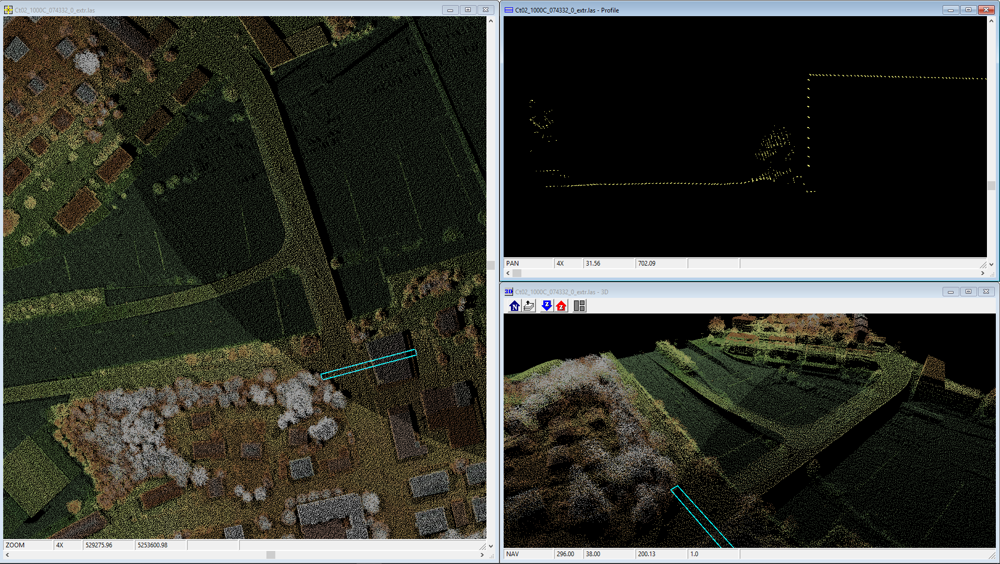 Ct02_1000C_074332_0_extr.las
ZOOM 4X 529275.96 5253600.98
Ct02_1000C_074332_0_extr.las - Profile
PAN 4X 31.56 702.09
3D Ct02_1000C_074332_0_extr.las - 3D
N Z Z
NAV 296.00 38.00 200.13 1.0